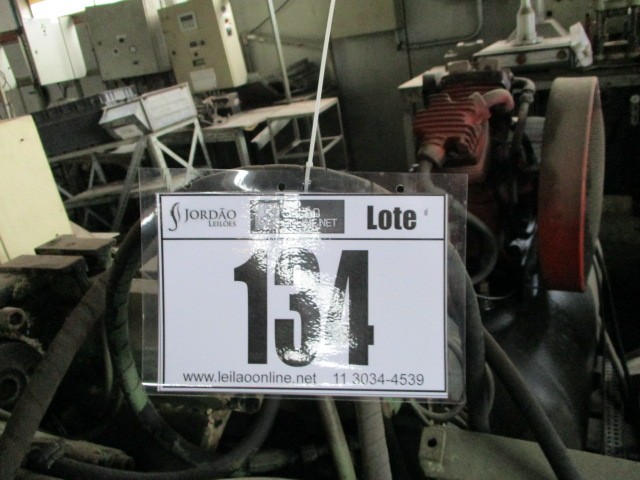 JORDÃO
LEILÕES
Lote
134
www.leilaoonline.net 11 3034-4539